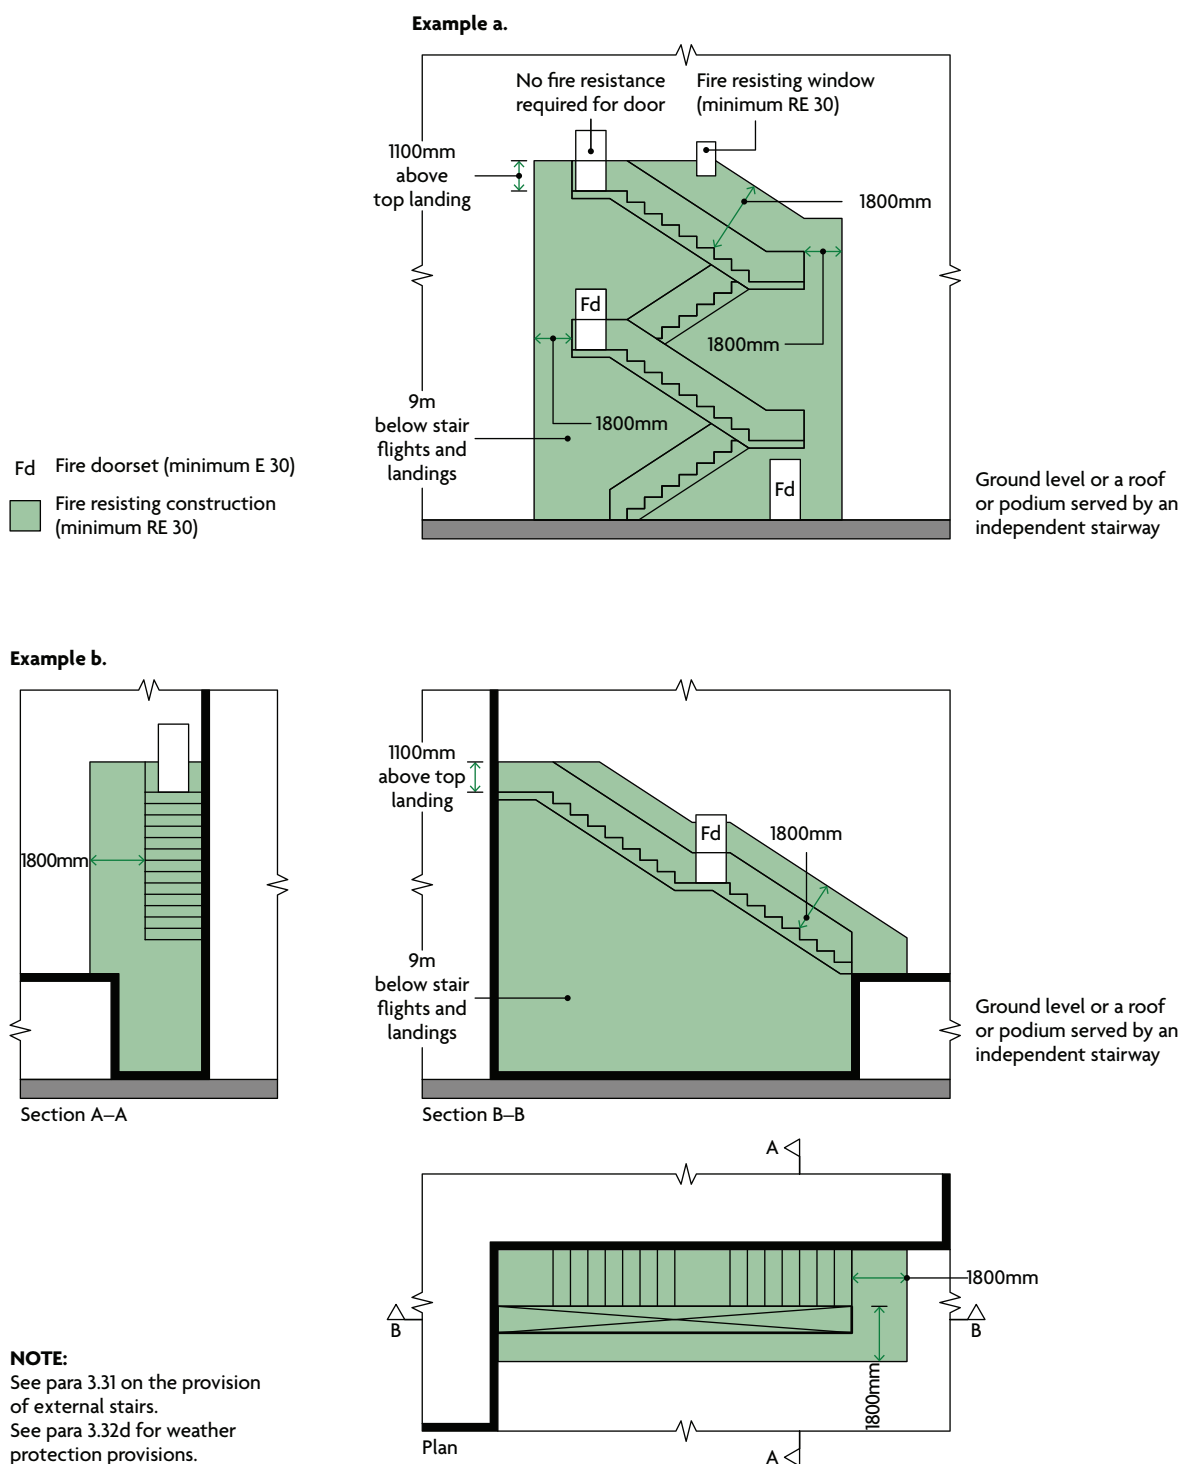 Example a.
No fire resistance
required for door
Fire resisting window
(minimum RE 30)
1100mm
above
top landing
1800mm
Fd
1800mm
9m
below stair
flights and
landings
1800mm
Fd
Fd Fire doorset (minimum E 30)
Fire resisting construction
(minimum RE 30)
Ground level or a roof
or podium served by an
independent stairway
Example b.
1800mm
Section A–A
1100mm
above top
landing
Fd
1800mm
9m
below stair
flights and
landings
Ground level or a roof
or podium served by an
independent stairway
Section B–B
A
1800mm
B
B
1800mm
Plan
A
NOTE:
See para 3.31 on the provision
of external stairs.
See para 3.32d for weather
protection provisions.